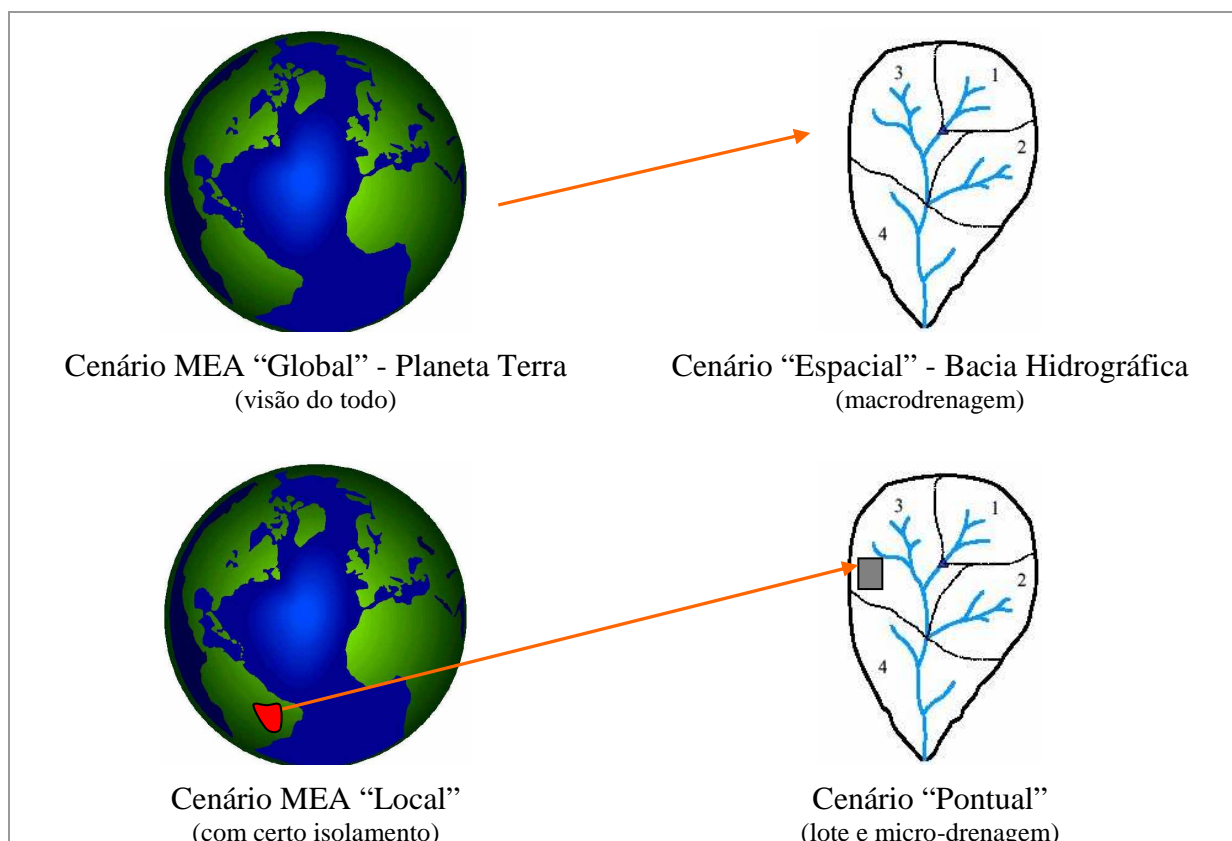 3
1
2
4
Cenário MEA “Global” - Planeta Terra
(visão do todo)
Cenário “Espacial” - Bacia Hidrográfica
(macrodrenagem)
3
1
2
4
Cenário MEA “Local”
(com certo isolamento)
Cenário “Pontual”
(lote e micro-drenagem)